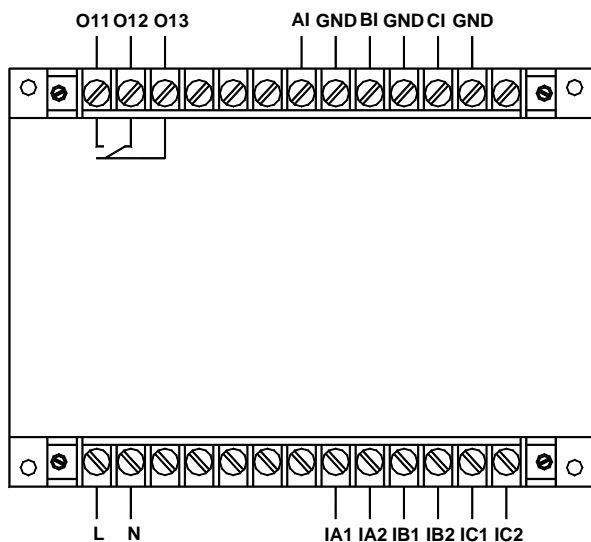 O11 O12 O13 AI GND BI GND CI GND
L N IA1 IA2 IB1 IB2 IC1 IC2